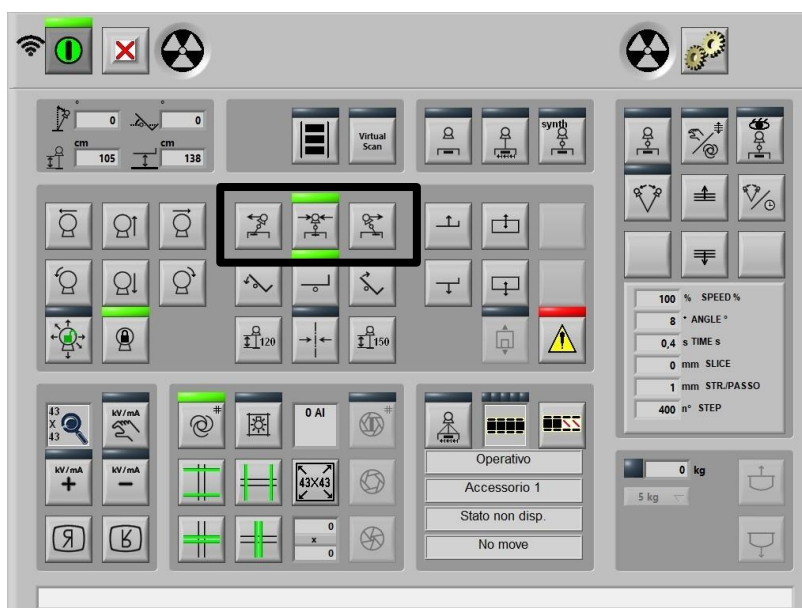 ° °
0 0
cm cm
105 138
Virtual
Scan
synth
120
150
100 % SPEED %
8 ° ANGLE °
0,4 s TIME s
0 mm SLICE
1 mm STR./PASSO
400 n° STEP
43
X
43
kV/mA
#
0 Al
#
kV/mA
+
kV/mA
-
43X43
R
R
0
x
0
Operativo
Accessorio 1
Stato non disp.
No move
0 kg
5 kg